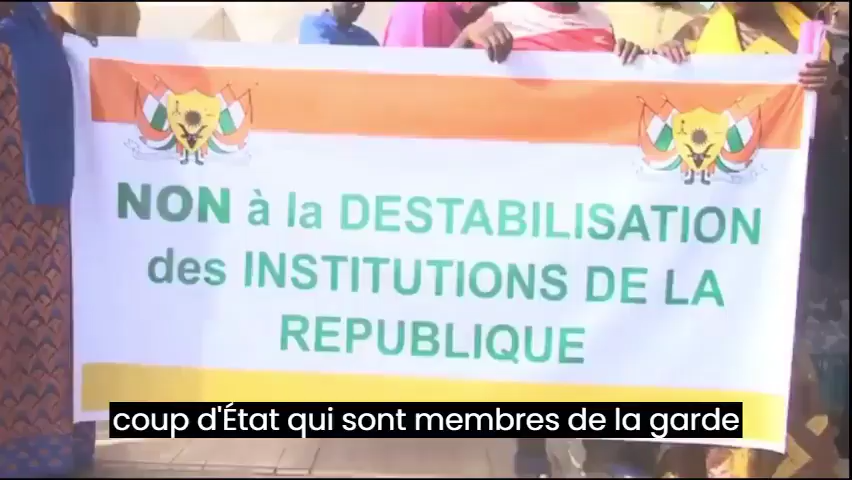 NON à la DESTABILISATION
des INSTITUTIONS DE LA
REPUBLIQUE
coup d'État qui sont membres de la garde